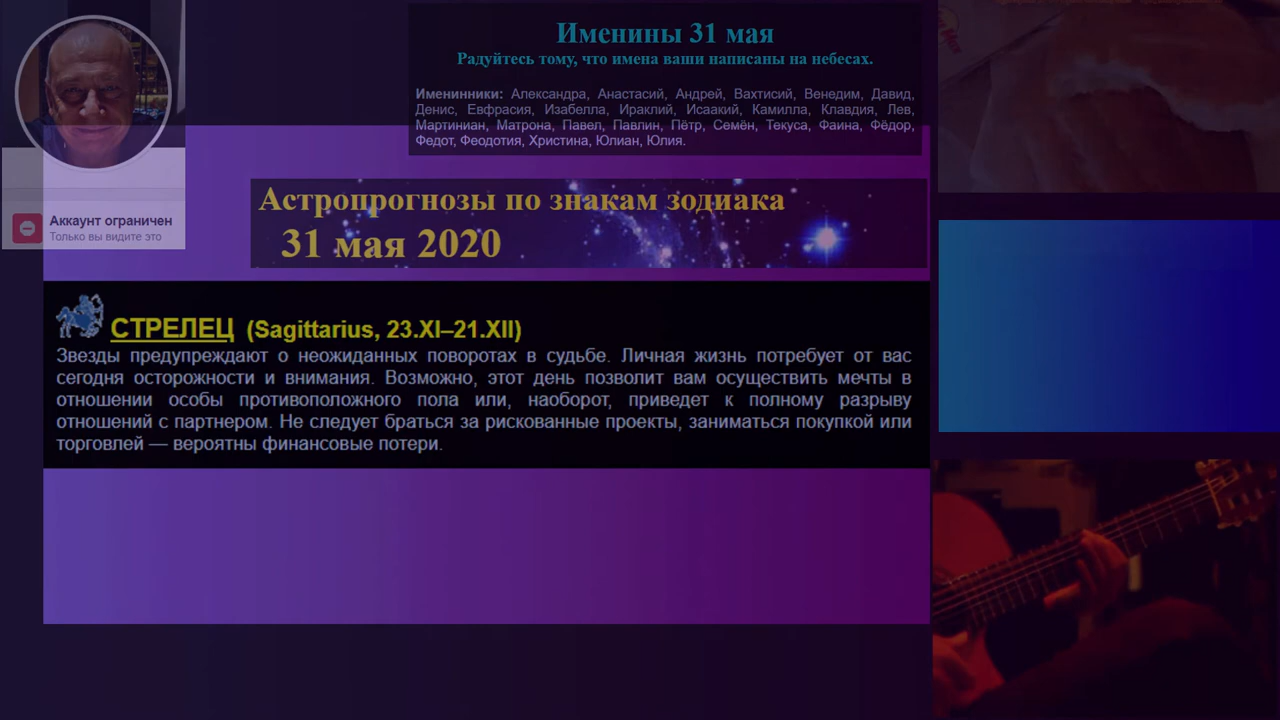 Именины 31 мая
Радуйтесь тому, что имена ваши написаны на небесах.
Именинники: Александра, Анастасий, Андрей, Вахтисий, Венедим, Давид,
Денис, Евфрасия, Изабелла, Ираклий, Исаакий, Камилла, Клавдия, Лев,
Мартиниан, Матрона, Павел, Павлин, Пётр, Семён, Текуса, Фаина, Фёдор,
Федот, Феодотия, Христина, Юлиан, Юлия.
Аккаунт ограничен
Только вы видите это
Астропрогнозы по знакам зодиака
31 мая 2020
СТРЕЛЕЦ (Sagittarius, 23.XI–21.XII)
Звезды предупреждают о неожиданных поворотах в судьбе. Личная жизнь потребует от вас
сегодня осторожности и внимания. Возможно, этот день позволит вам осуществить мечты в
отношении особы противоположного пола или, наоборот, приведет к полному разрыву
отношений с партнером. Не следует браться за рискованные проекты, заниматься покупкой или
торговлей — вероятны финансовые потери.